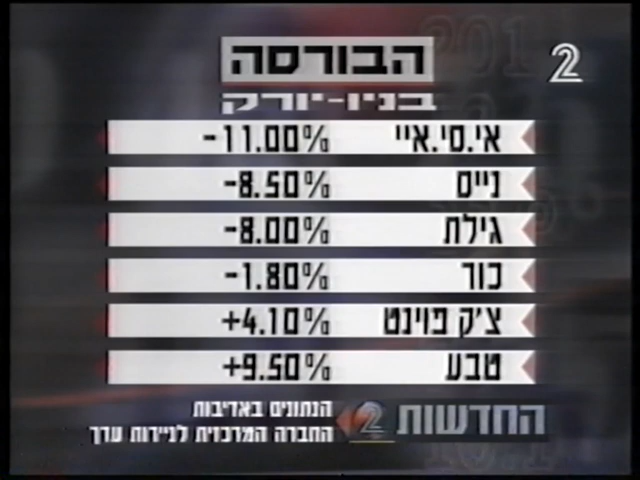 הבורסה
2
בניו-יורק
אי.סי.איי -11.00%
נייס -8.50%
גילת -8.00%
כור -1.80%
צ'ק פוינט +4.10%
טבע +9.50%
החדשות 2
הנתונים באדיבות
החברה המרכזית לניירות ערך